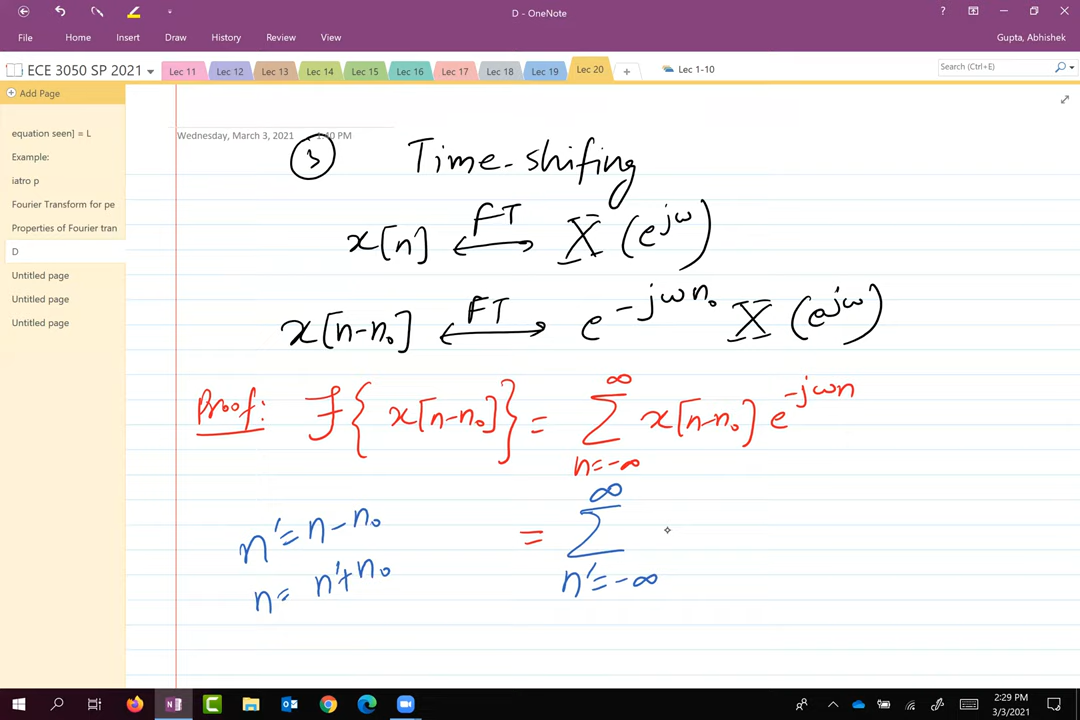 D - OneNote
?
File Home Insert Draw History Review View Gupta, Abhishek
ECE 3050 SP 2021 Lec 11 Lec 12 Lec 13 Lec 14 Lec 15 Lec 16 Lec 17 Lec 18 Lec 19 Lec 20 + Lec 1-10 Search (Ctrl+E)
Add Page
equation seen] = L
Example:
iatro p
Fourier Transform for pe
Properties of Fourier tran
D
Untitled page
Untitled page
Untitled page
Wednesday, March 3, 2021 1:40 PM
③ Time-shifing
x[n] ⟷ FT X(e^{jω})
x[n-n₀] ⟷ FT e^{-jωn₀} X(e^{jω})
Proof: F{x[n-n₀]} = ∑_{n=-∞}^{∞} x[n-n₀] e^{-jωn}
n' = n - n₀ = ∑_{n'=-∞}^{∞}
n = n' + n₀
2:29 PM
3/3/2021